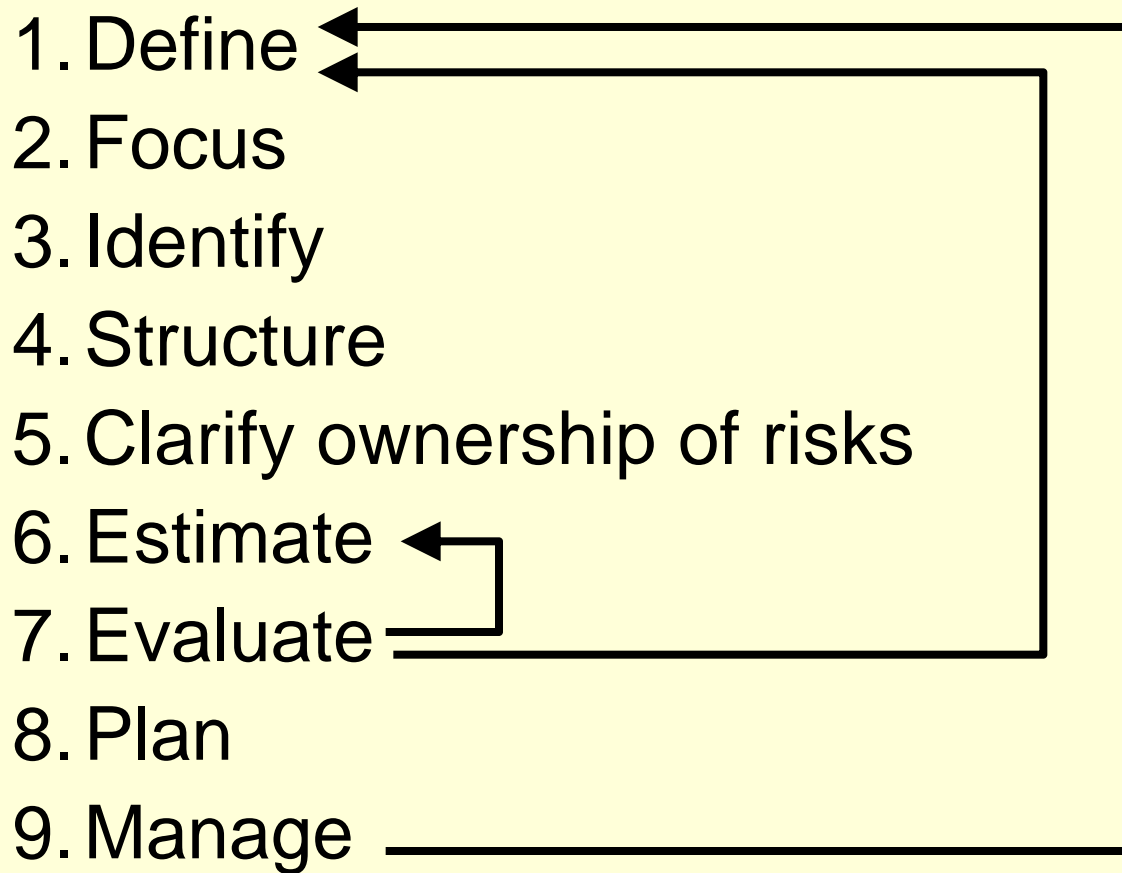 1. Define
2. Focus
3. Identify
4. Structure
5. Clarify ownership of risks
6. Estimate
7. Evaluate
8. Plan
9. Manage